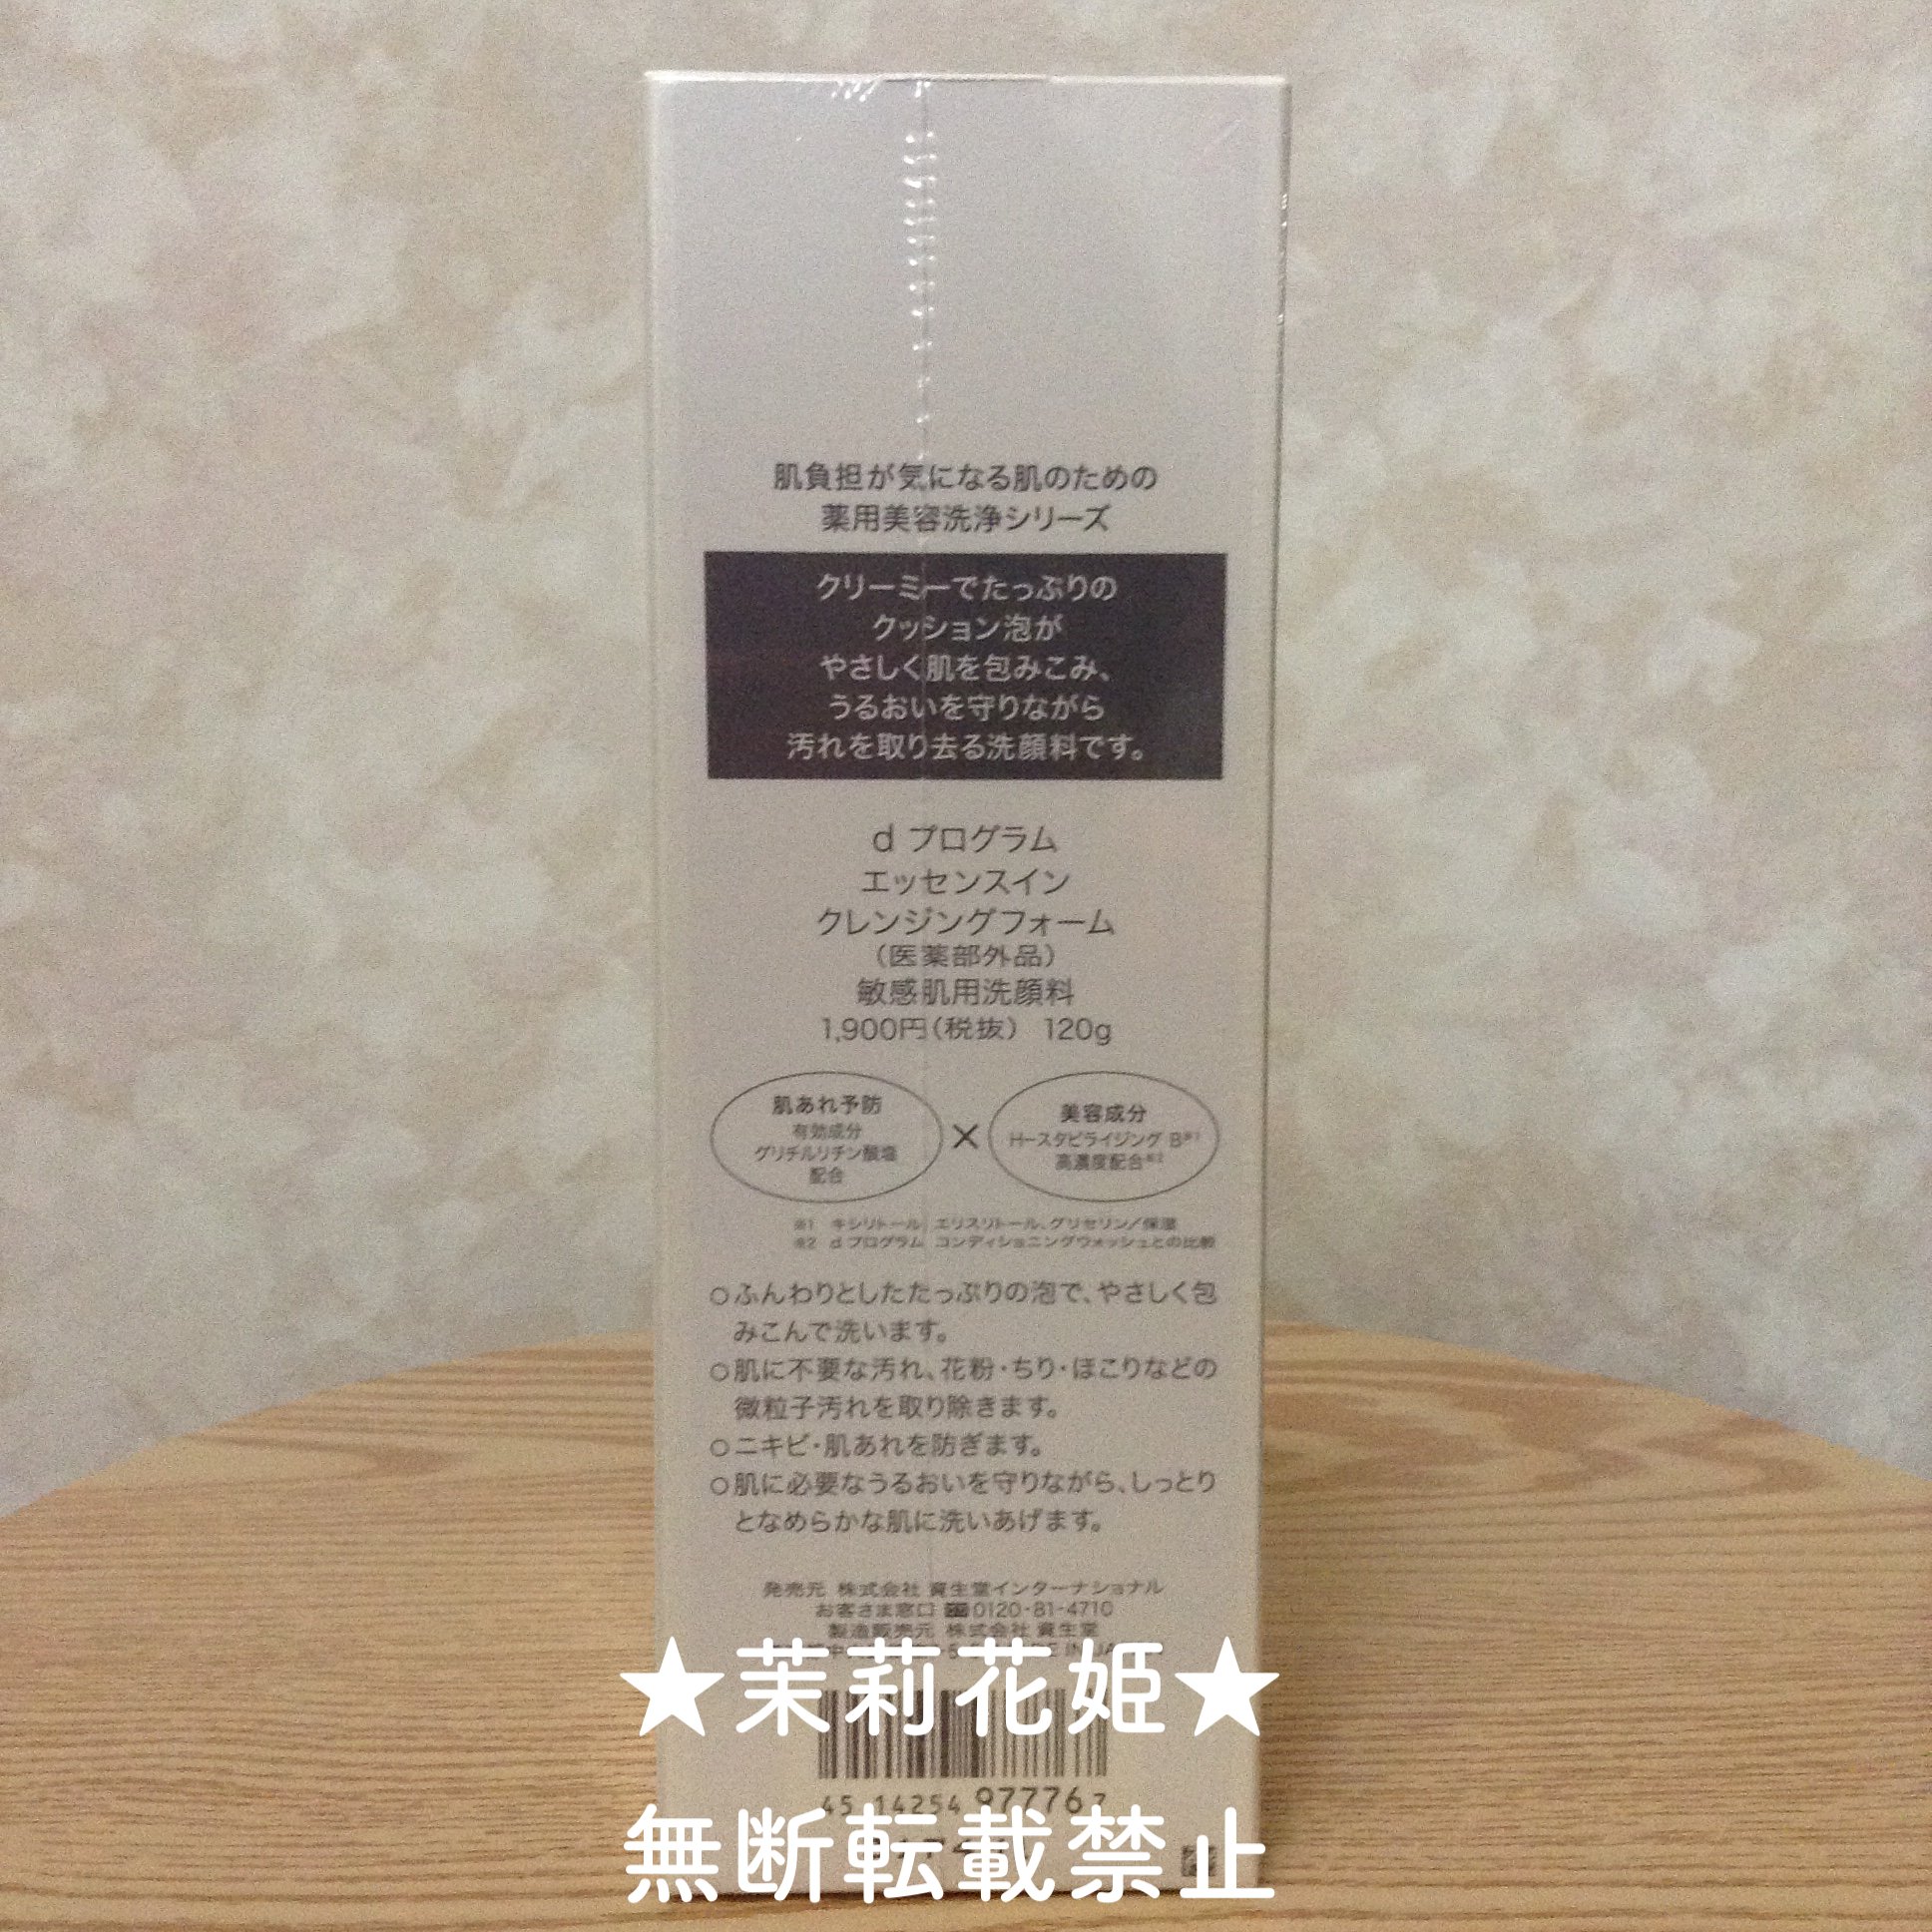 肌負担が気になる肌のための
薬用美容洗浄シリーズ
クリーミーでたっぷりの
クッション泡が
やさしく肌を包みこみ、
うるおいを守りながら
汚れを取り去る洗顔料です。
d プログラム
エッセンスイン
クレンジングフォーム
(医薬部外品)
敏感肌用洗顔料
1,900円(税抜) 120g
肌あれ予防
有効成分
グリチルリチン酸塩
配合
×
美容成分
H-スタビライジング B※1
高濃度配合※2
※1 キシリトール、エリスリトール、グリセリン/保湿
※2 d プログラム コンディショニングウォッシュとの比較
○ふんわりとしたたっぷりの泡で、やさしく包
みこんで洗います。
○肌に不要な汚れ、花粉・ちり・ほこりなどの
微粒子汚れを取り除きます。
○ニキビ・肌あれを防ぎます。
○肌に必要なうるおいを守りながら、しっとり
となめらかな肌に洗いあげます。
発売元 株式会社 資生堂インターナショナル
お客さま窓口 0120-81-4710
製造販売元 株式会社 資生堂
★茉莉花姫★
45 14254 97776 7
無断転載禁止